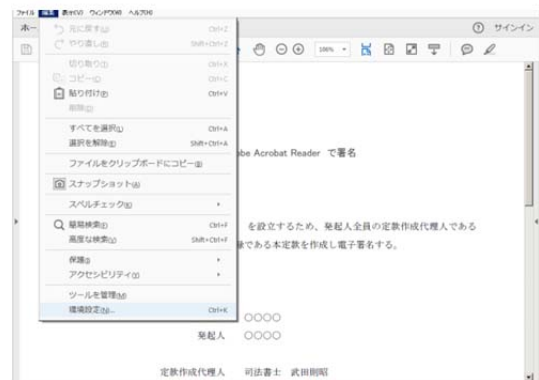 ファイル 編集 表示(V) ウィンドウ(W) ヘルプ(H)
ホー
サインイン
元に戻す(U) Ctrl+Z
やり直し(R) Shift+Ctrl+Z
切り取り(T) Ctrl+X
コピー(C) Ctrl+C
貼り付け(P) Ctrl+V
削除(D)
すべてを選択(L) Ctrl+A
選択を解除(E) Shift+Ctrl+A
ファイルをクリップボードにコピー(B)
スナップショット(A)
スペルチェック(K)
簡易検索(F) Ctrl+F
高度な検索(V) Shift+Ctrl+F
保護
アクセシビリティ(Y)
ツールを管理(M)
環境設定(N)... Ctrl+K
be Acrobat Reader で署名
を設立するため、発起人全員の定款作成代理人である
である本定款を作成し電子署名する。
○○○○
発起人 ○○○○
定款作成代理人 司法書士 武田則昭